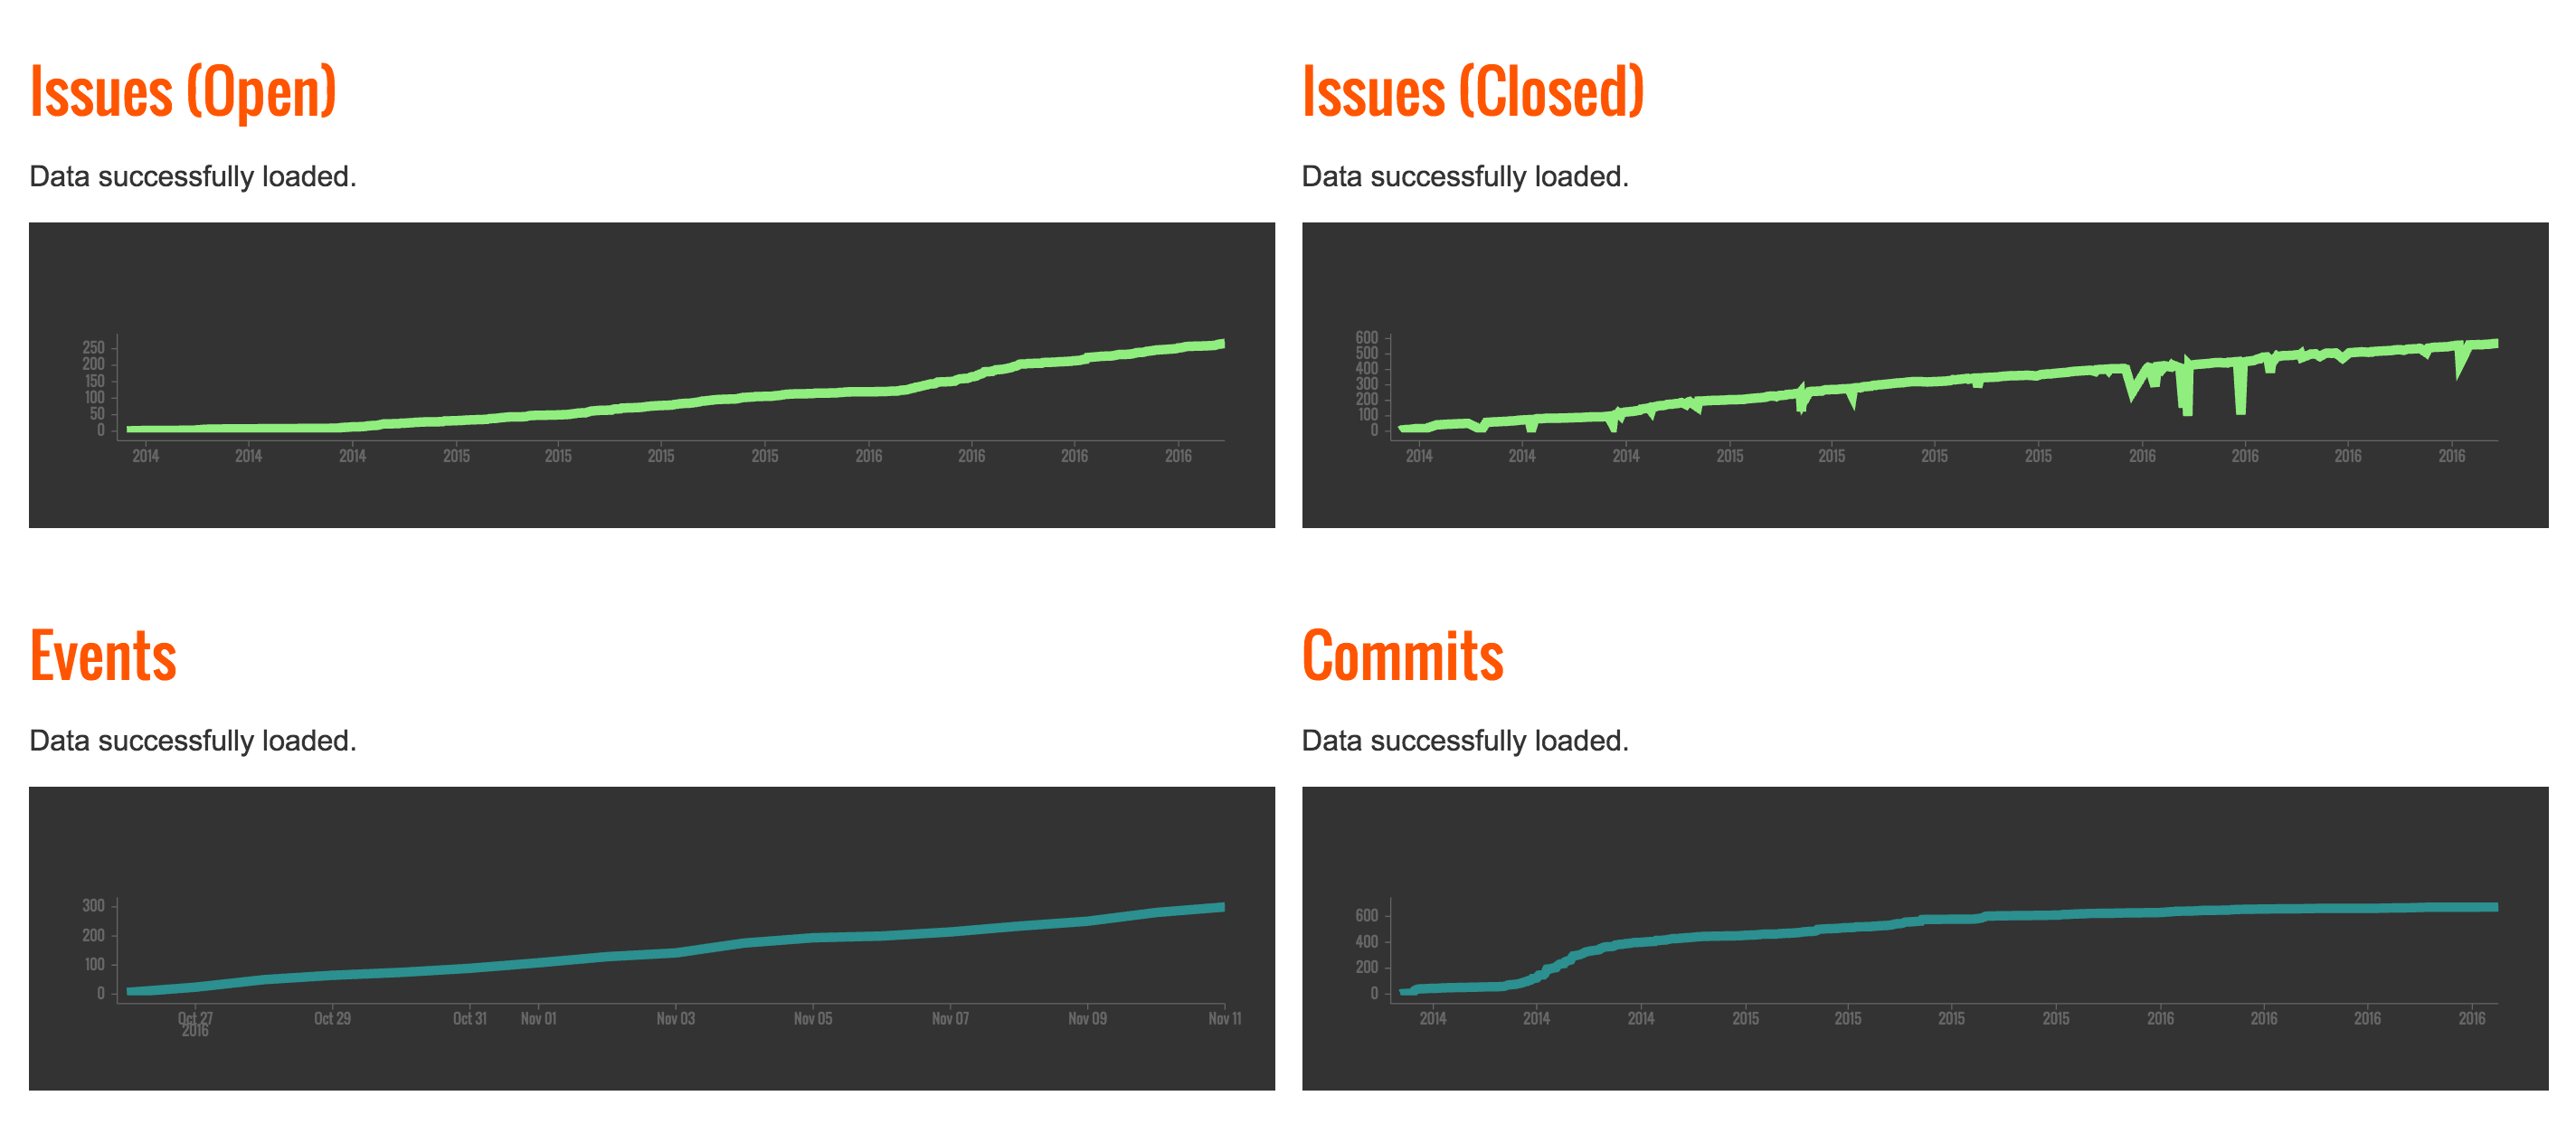 Issues (Open)
Data successfully loaded.
250
200
150
100
50
0
2014 2014 2014 2015 2015 2015 2015 2016 2016 2016 2016
Issues (Closed)
Data successfully loaded.
600
500
400
300
200
100
0
2014 2014 2014 2015 2015 2015 2015 2016 2016 2016 2016
Events
Data successfully loaded.
300
200
100
0
Oct 27 Oct 29 Oct 31 Nov 01 Nov 03 Nov 05 Nov 07 Nov 09 Nov 11
2016
Commits
Data successfully loaded.
600
400
200
0
2014 2014 2014 2015 2015 2015 2015 2016 2016 2016 2016